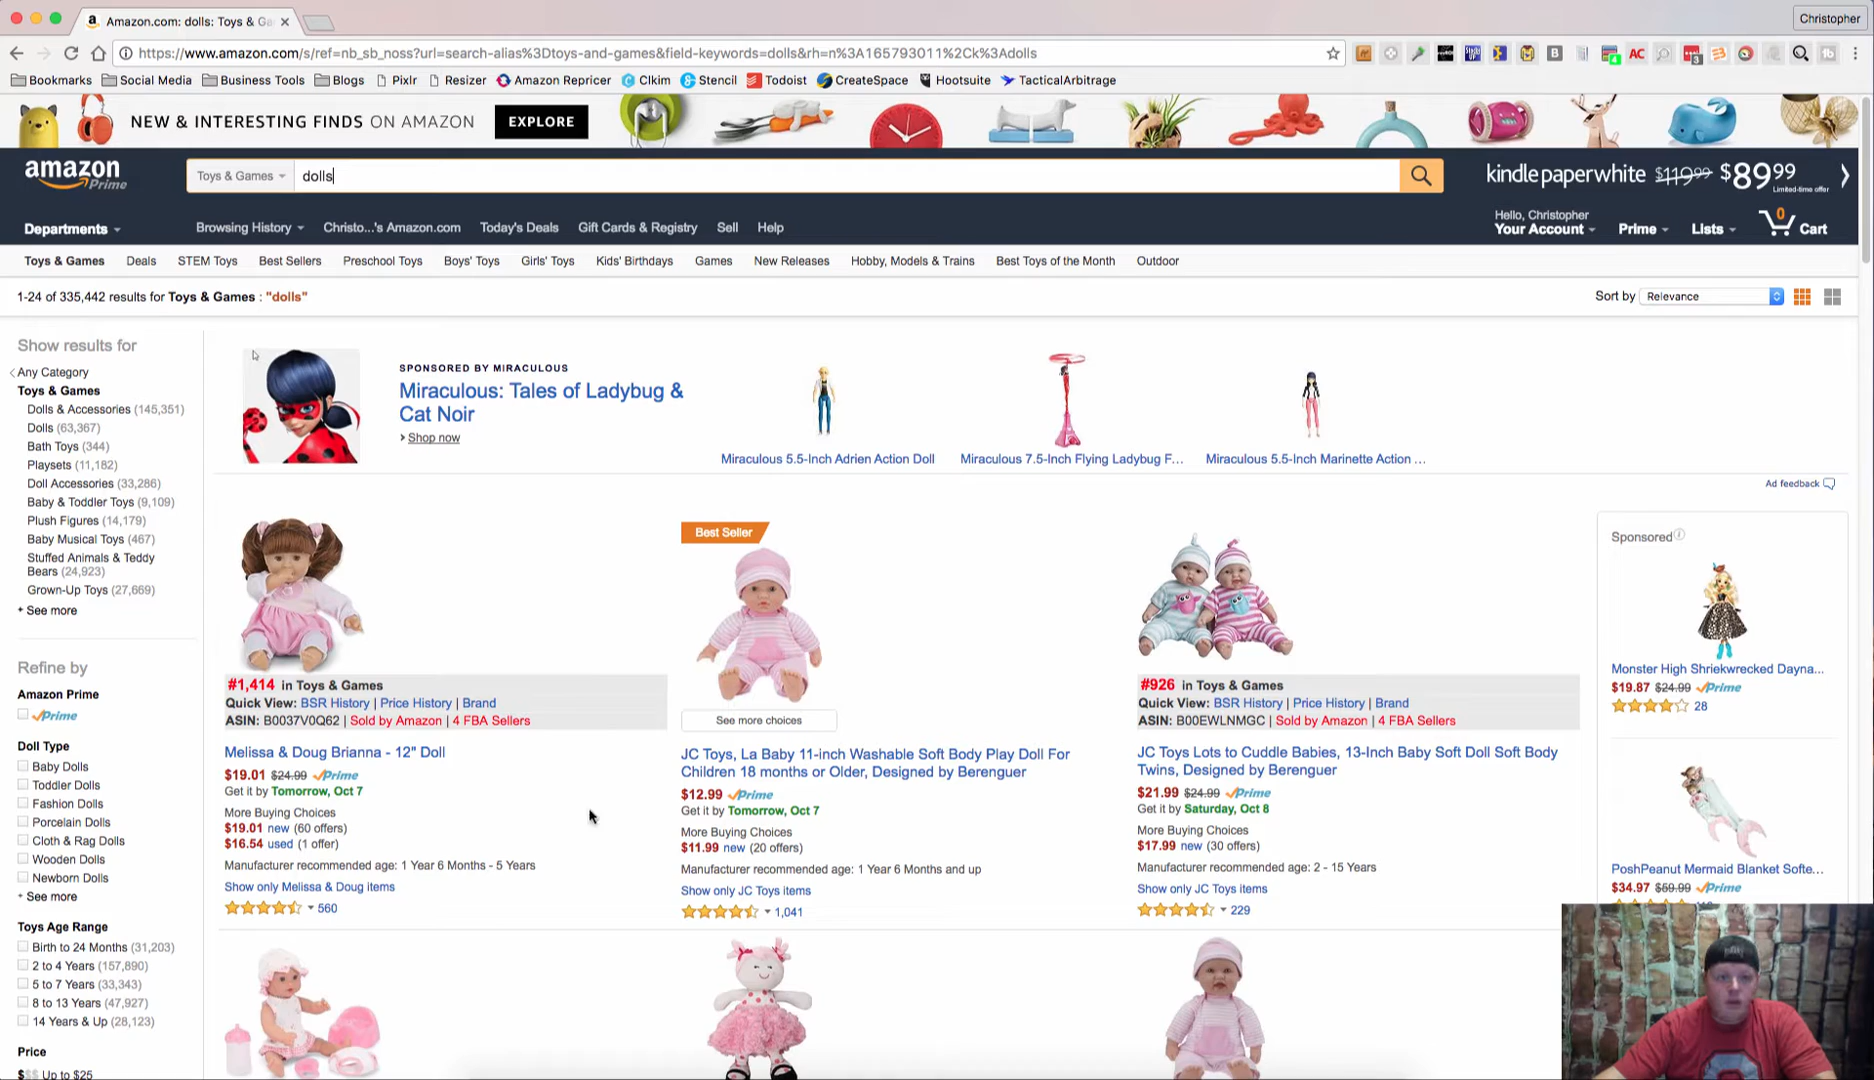 Amazon.com: dolls: Toys & Ga
Christopher
https://www.amazon.com/s/ref=nb_sb_noss?url=search-alias%3Dtoys-and-games&field-keywords=dolls&rh=n%3A165793011%2Ck%3Adolls
Bookmarks Social Media Business Tools Blogs Pixlr Resizer Amazon Repricer Clkim Stencil Todoist CreateSpace Hootsuite TacticalArbitrage
NEW & INTERESTING FINDS ON AMAZON EXPLORE
amazon Prime
Toys & Games dolls
kindle paperwhite $119.99 $89.99 Limited-time offer
Departments Browsing History Christo...'s Amazon.com Today's Deals Gift Cards & Registry Sell Help
Hello, Christopher
Your Account Prime Lists 0 Cart
Toys & Games Deals STEM Toys Best Sellers Preschool Toys Boys' Toys Girls' Toys Kids' Birthdays Games New Releases Hobby, Models & Trains Best Toys of the Month Outdoor
1-24 of 335,442 results for Toys & Games : "dolls"
Sort by Relevance
Show results for
Any Category
Toys & Games
Dolls & Accessories (145,351)
Dolls (63,367)
Bath Toys (344)
Playsets (11,182)
Doll Accessories (33,286)
Baby & Toddler Toys (9,109)
Plush Figures (14,179)
Baby Musical Toys (467)
Stuffed Animals & Teddy
Bears (24,923)
Grown-Up Toys (27,669)
+ See more
Refine by
Amazon Prime
Prime
Doll Type
Baby Dolls
Toddler Dolls
Fashion Dolls
Porcelain Dolls
Cloth & Rag Dolls
Wooden Dolls
Newborn Dolls
+ See more
Toys Age Range
Birth to 24 Months (31,203)
2 to 4 Years (157,890)
5 to 7 Years (33,343)
8 to 13 Years (47,927)
14 Years & Up (28,123)
Price
$$$ Up to $25
SPONSORED BY MIRACULOUS
Miraculous: Tales of Ladybug &
Cat Noir
Shop now
Miraculous 5.5-Inch Adrien Action Doll
Miraculous 7.5-Inch Flying Ladybug F...
Miraculous 5.5-Inch Marinette Action ...
Ad feedback
#1,414 in Toys & Games
Quick View: BSR History | Price History | Brand
ASIN: B0037V0Q62 | Sold by Amazon | 4 FBA Sellers
Melissa & Doug Brianna - 12" Doll
$19.01 $24.99 Prime
Get it by Tomorrow, Oct 7
More Buying Choices
$19.01 new (60 offers)
$16.54 used (1 offer)
Manufacturer recommended age: 1 Year 6 Months - 5 Years
Show only Melissa & Doug items
560
Best Seller
See more choices
JC Toys, La Baby 11-inch Washable Soft Body Play Doll For
Children 18 months or Older, Designed by Berenguer
$12.99 Prime
Get it by Tomorrow, Oct 7
More Buying Choices
$11.99 new (20 offers)
Manufacturer recommended age: 1 Year 6 Months and up
Show only JC Toys items
1,041
#926 in Toys & Games
Quick View: BSR History | Price History | Brand
ASIN: B00EWLNMGC | Sold by Amazon | 4 FBA Sellers
JC Toys Lots to Cuddle Babies, 13-Inch Baby Soft Doll Soft Body
Twins, Designed by Berenguer
$21.99 $24.99 Prime
Get it by Saturday, Oct 8
More Buying Choices
$17.99 new (30 offers)
Manufacturer recommended age: 2 - 15 Years
Show only JC Toys items
229
Sponsored
Monster High Shriekwrecked Dayna...
$19.87 $24.99 Prime
28
PoshPeanut Mermaid Blanket Softe...
$34.97 $69.99 Prime